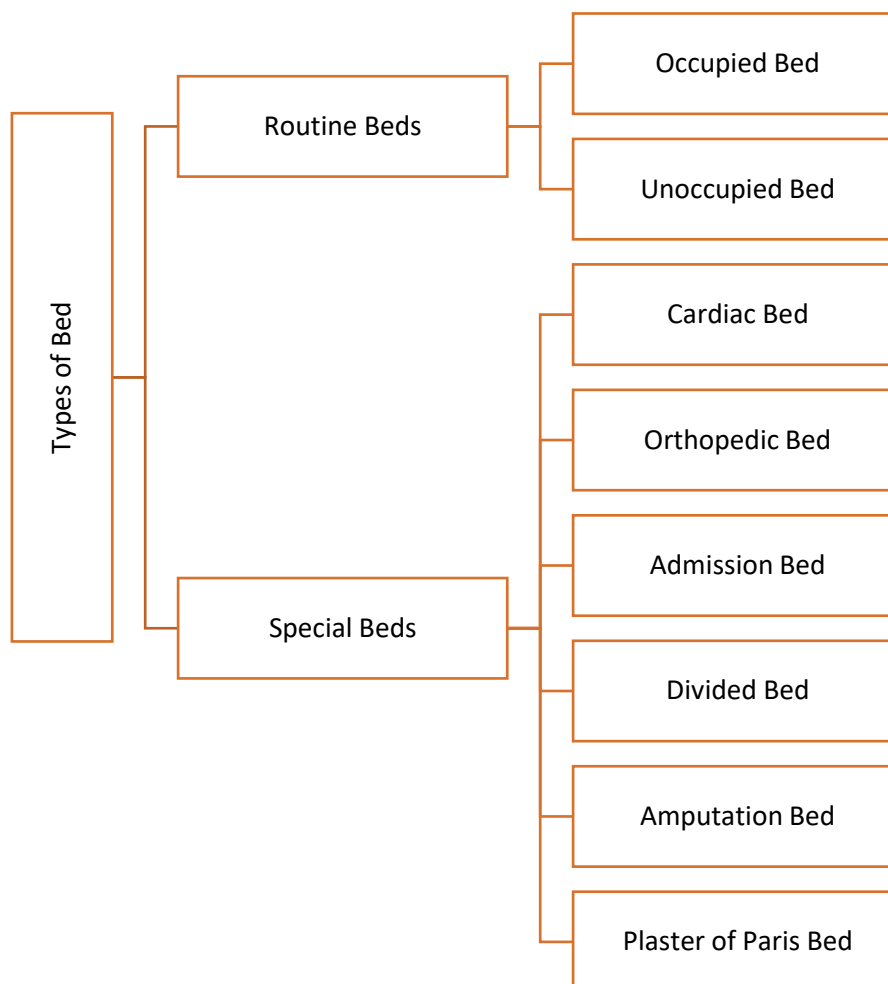 Types of Bed
Routine Beds
Occupied Bed
Unoccupied Bed
Special Beds
Cardiac Bed
Orthopedic Bed
Admission Bed
Divided Bed
Amputation Bed
Plaster of Paris Bed